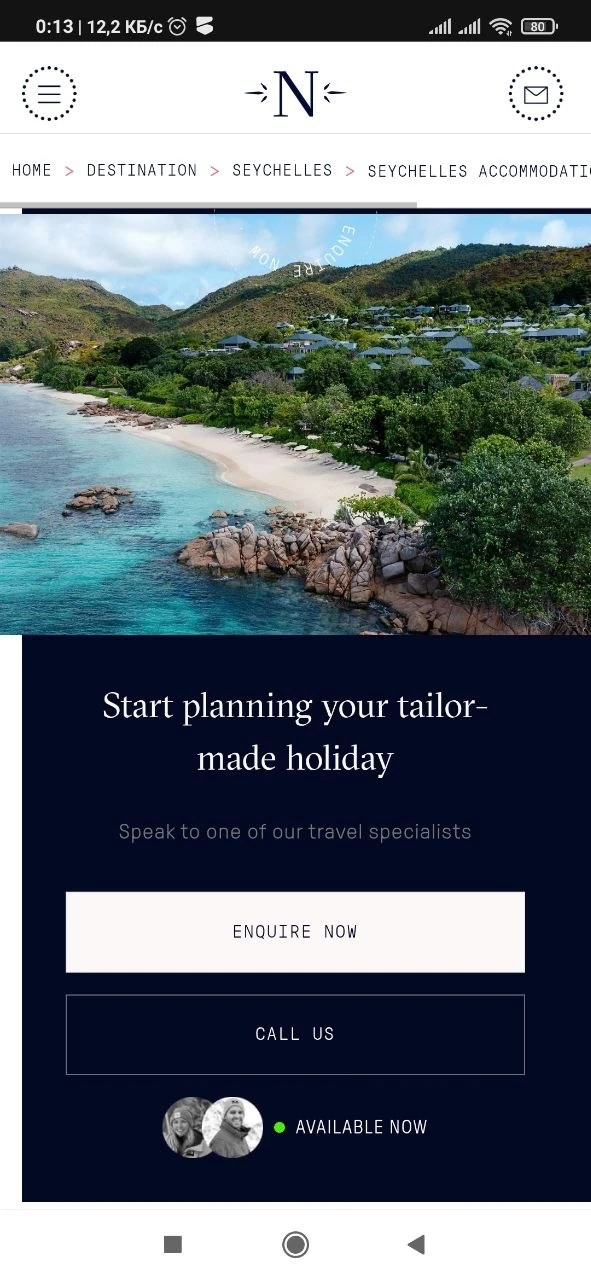 0:13 | 12,2 КБ/с
80
N
HOME > DESTINATION > SEYCHELLES > SEYCHELLES ACCOMMODATI
ENQUIRE NOW
Start planning your tailor-
made holiday
Speak to one of our travel specialists
ENQUIRE NOW
CALL US
AVAILABLE NOW